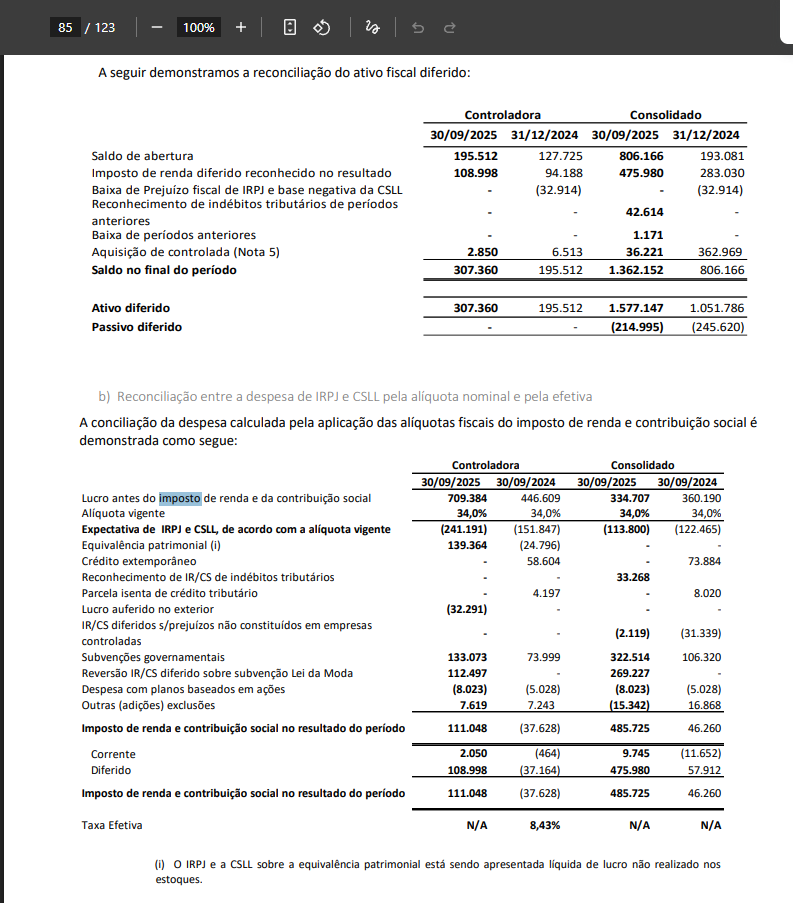 85 / 123 100%
A seguir demonstramos a reconciliação do ativo fiscal diferido:
Controladora Consolidado
30/09/2025 31/12/2024 30/09/2025 31/12/2024
Saldo de abertura 195.512 127.725 806.166 193.081
Imposto de renda diferido reconhecido no resultado 108.998 94.188 475.980 283.030
Baixa de Prejuízo fiscal de IRPJ e base negativa da CSLL - (32.914) - (32.914)
Reconhecimento de indébitos tributários de períodos
anteriores - - 42.614 -
Baixa de períodos anteriores - - 1.171 -
Aquisição de controlada (Nota 5) 2.850 6.513 36.221 362.969
Saldo no final do período 307.360 195.512 1.362.152 806.166
Ativo diferido 307.360 195.512 1.577.147 1.051.786
Passivo diferido - - (214.995) (245.620)
b) Reconciliação entre a despesa de IRPJ e CSLL pela alíquota nominal e pela efetiva
A conciliação da despesa calculada pela aplicação das alíquotas fiscais do imposto de renda e contribuição social é
demonstrada como segue:
Controladora Consolidado
30/09/2025 30/09/2024 30/09/2025 30/09/2024
Lucro antes do imposto de renda e da contribuição social 709.384 446.609 334.707 360.190
Alíquota vigente 34,0% 34,0% 34,0% 34,0%
Expectativa de IRPJ e CSLL, de acordo com a alíquota vigente (241.191) (151.847) (113.800) (122.465)
Equivalência patrimonial (i) 139.364 (24.796) - -
Crédito extemporâneo - 58.604 - 73.884
Reconhecimento de IR/CS de indébitos tributários - - 33.268
Parcela isenta de crédito tributário - 4.197 - 8.020
Lucro auferido no exterior (32.291) - - -
IR/CS diferidos s/prejuízos não constituídos em empresas
controladas - - (2.119) (31.339)
Subvenções governamentais 133.073 73.999 322.514 106.320
Reversão IR/CS diferido sobre subvenção Lei da Moda 112.497 - 269.227 -
Despesa com planos baseados em ações (8.023) (5.028) (8.023) (5.028)
Outras (adições) exclusões 7.619 7.243 (15.342) 16.868
Imposto de renda e contribuição social no resultado do período 111.048 (37.628) 485.725 46.260
Corrente 2.050 (464) 9.745 (11.652)
Diferido 108.998 (37.164) 475.980 57.912
Imposto de renda e contribuição social no resultado do período 111.048 (37.628) 485.725 46.260
Taxa Efetiva N/A 8,43% N/A N/A
(i) O IRPJ e a CSLL sobre a equivalência patrimonial está sendo apresentada líquida de lucro não realizado nos
estoques.